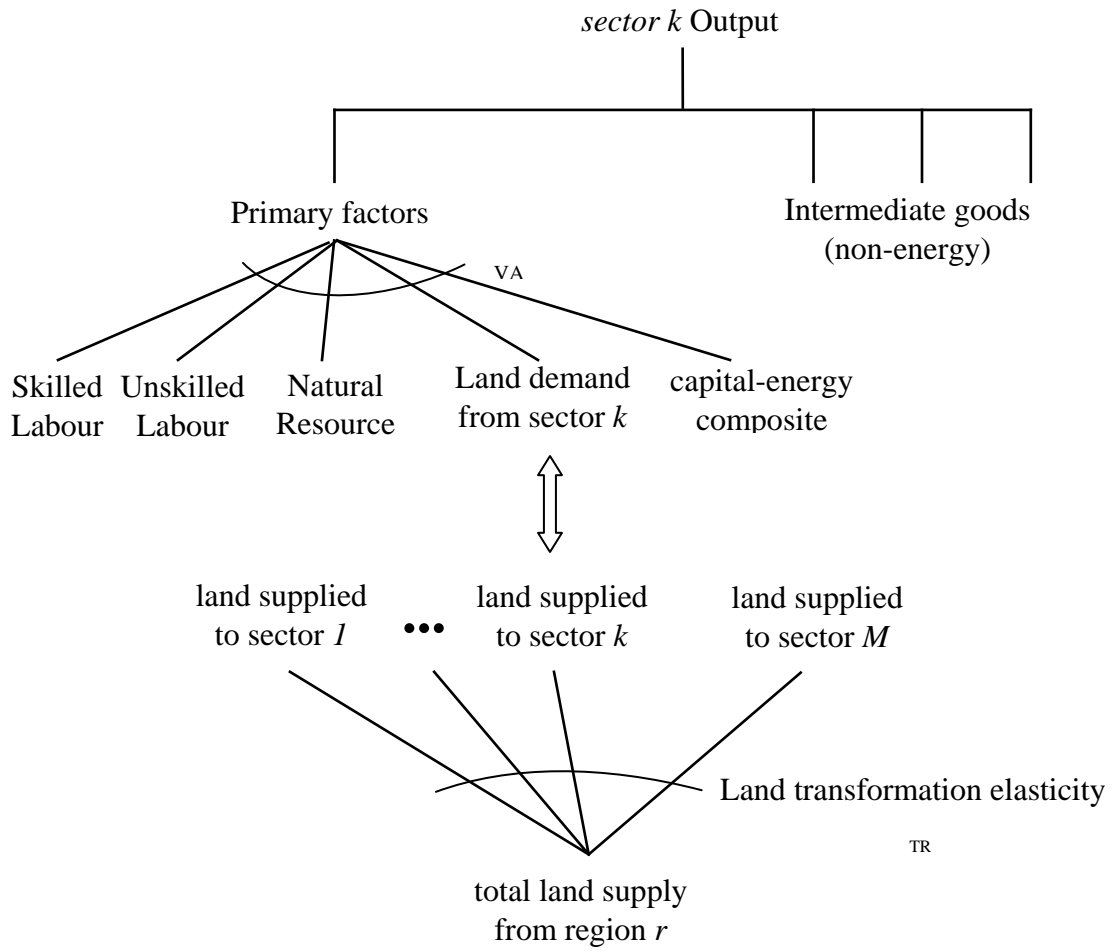 sector k Output
Primary factors
Intermediate goods
(non-energy)
VA
Skilled
Labour
Unskilled
Labour
Natural
Resource
Land demand
from sector k
capital-energy
composite
land supplied
to sector 1
•••
land supplied
to sector k
land supplied
to sector M
Land transformation elasticity
TR
total land supply
from region r